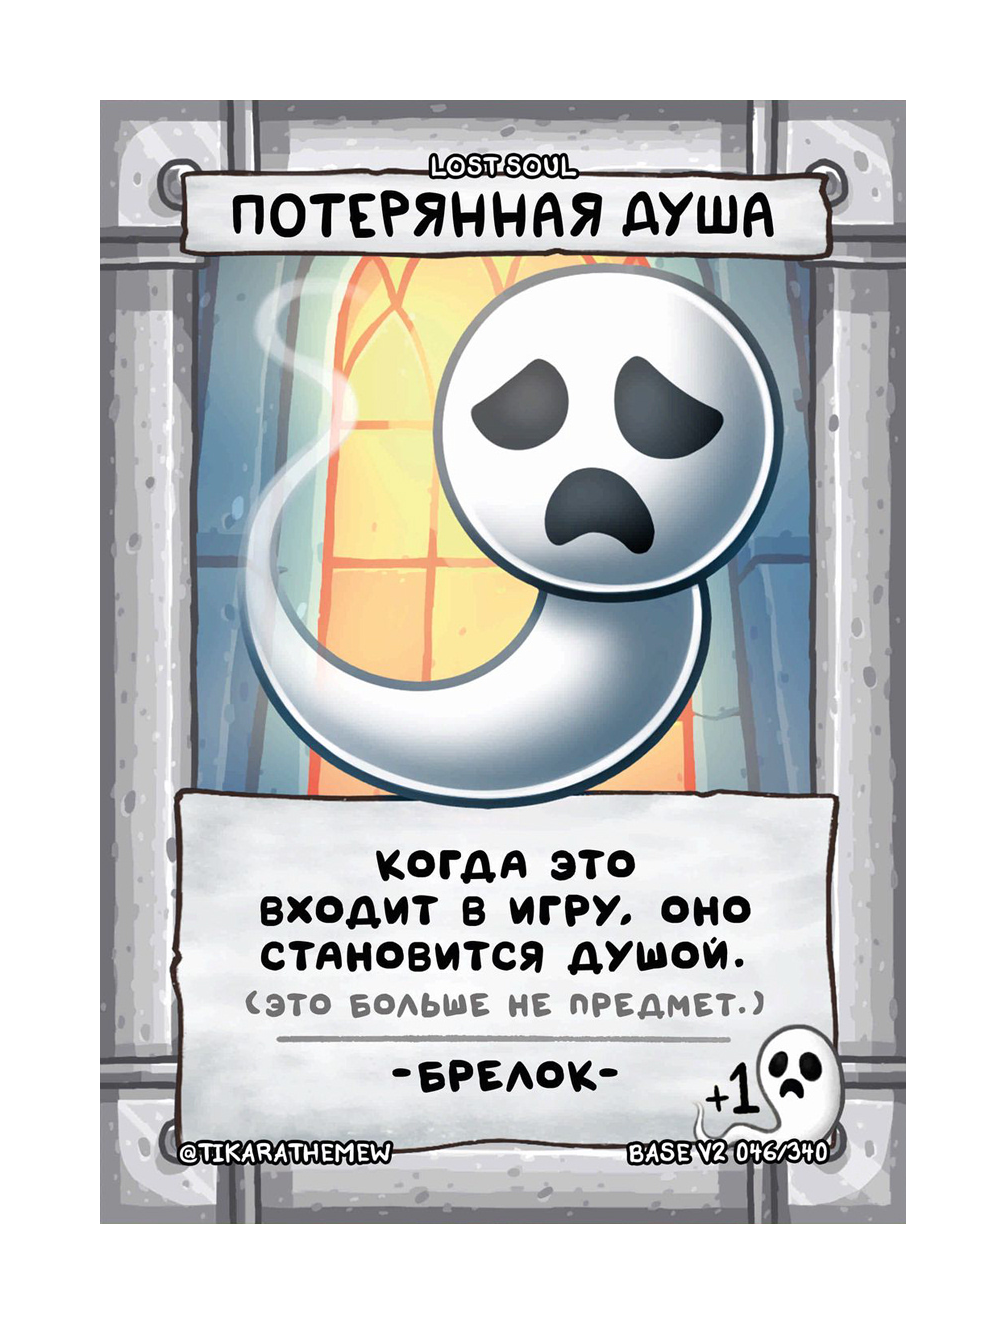 LOST SOUL
ПОТЕРЯННАЯ ДУША
КОГДА ЭТО
ВХОДИТ В ИГРУ, ОНО
СТАНОВИТСЯ ДУШОЙ.
(ЭТО БОЛЬШЕ НЕ ПРЕДМЕТ.)
-БРЕЛОК-
+1
@TIKARATHEMEW
BASE V2 046/340